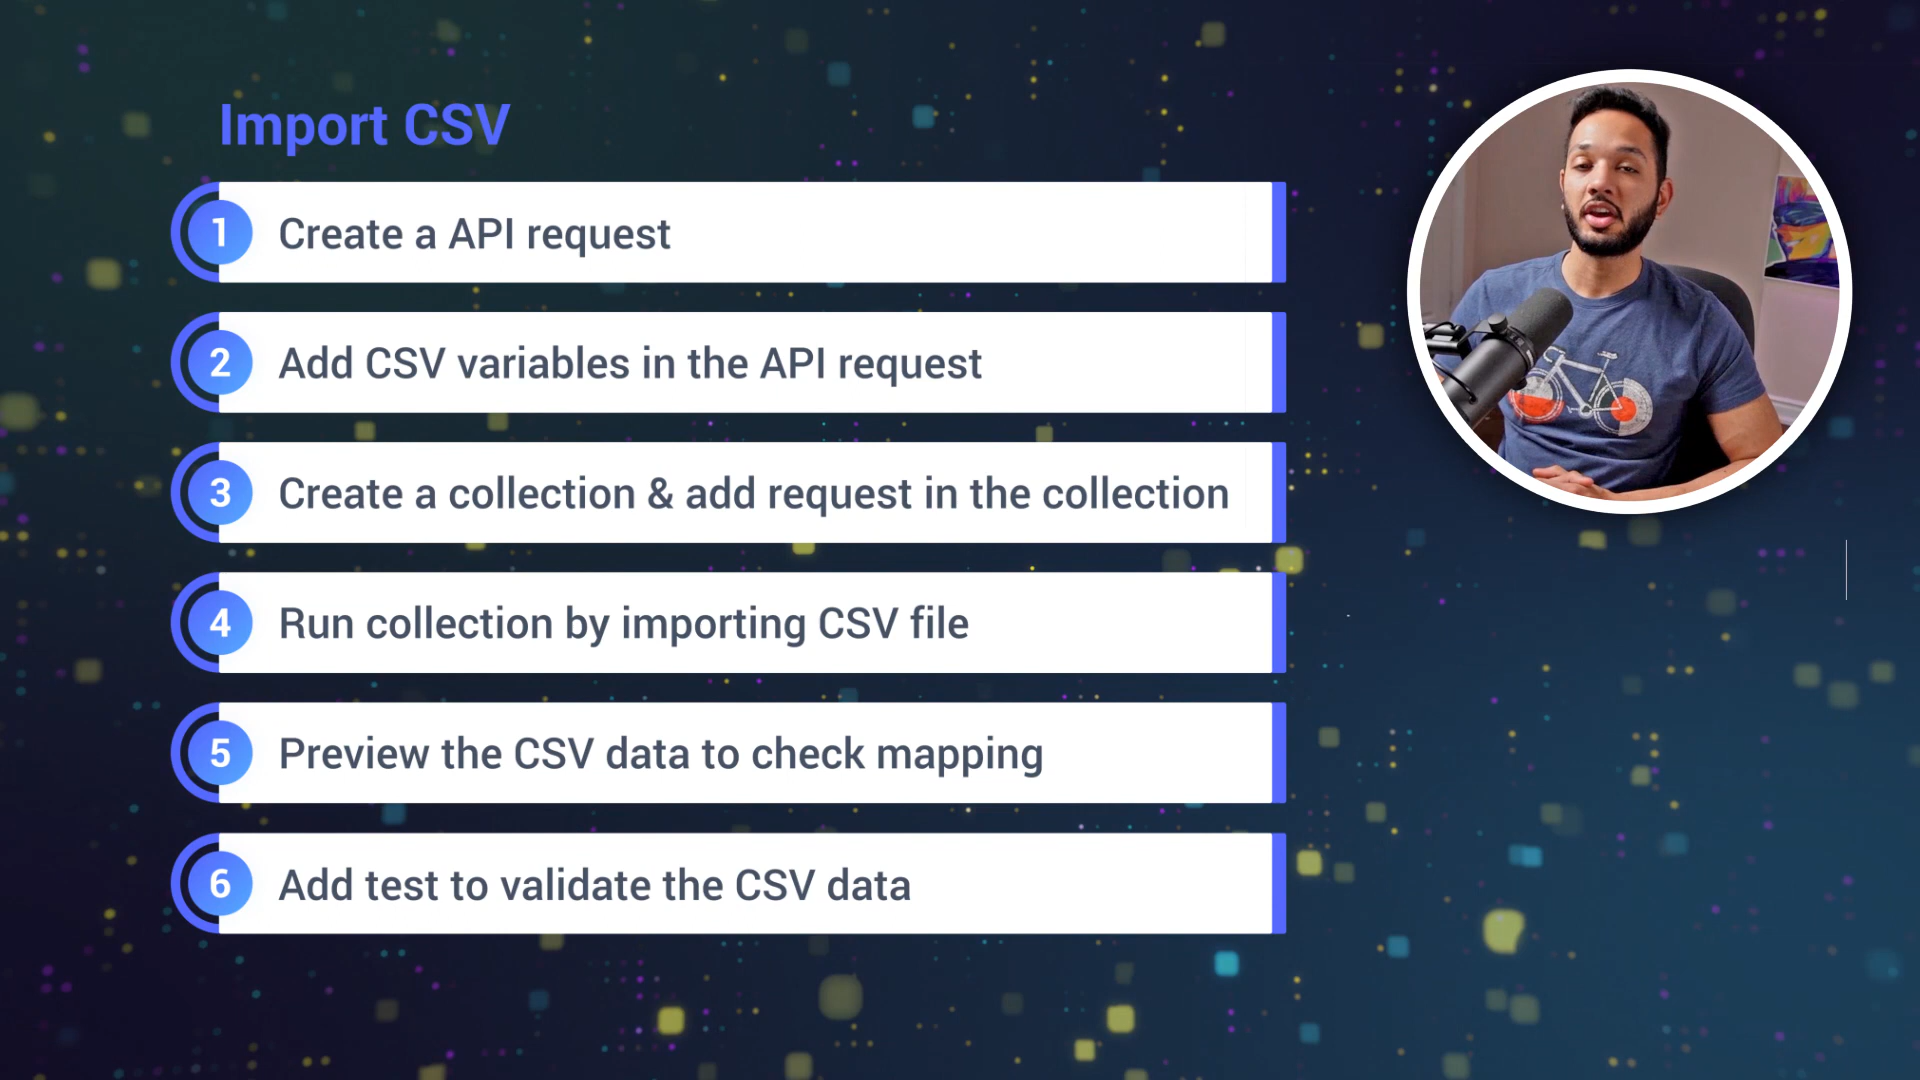 Import CSV
1 Create a API request
2 Add CSV variables in the API request
3 Create a collection & add request in the collection
4 Run collection by importing CSV file
5 Preview the CSV data to check mapping
6 Add test to validate the CSV data